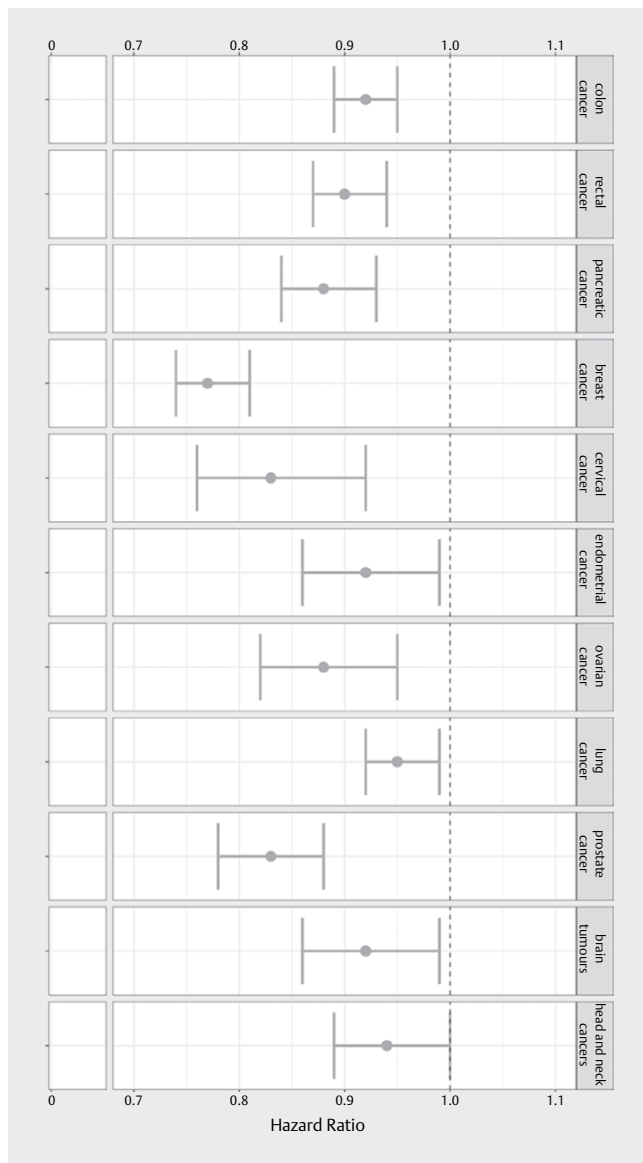 0 0.7 0.8 0.9 1.0 1.1
colon
cancer
rectal
cancer
pancreatic
cancer
breast
cancer
cervical
cancer
endometrial
cancer
ovarian
cancer
lung
cancer
prostate
cancer
brain
tumours
head and neck
cancers
0 0.7 0.8 0.9 1.0 1.1
Hazard Ratio